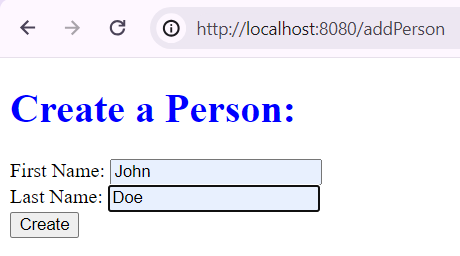 http://localhost:8080/addPerson
Create a Person:
First Name: John
Last Name: Doe
Create